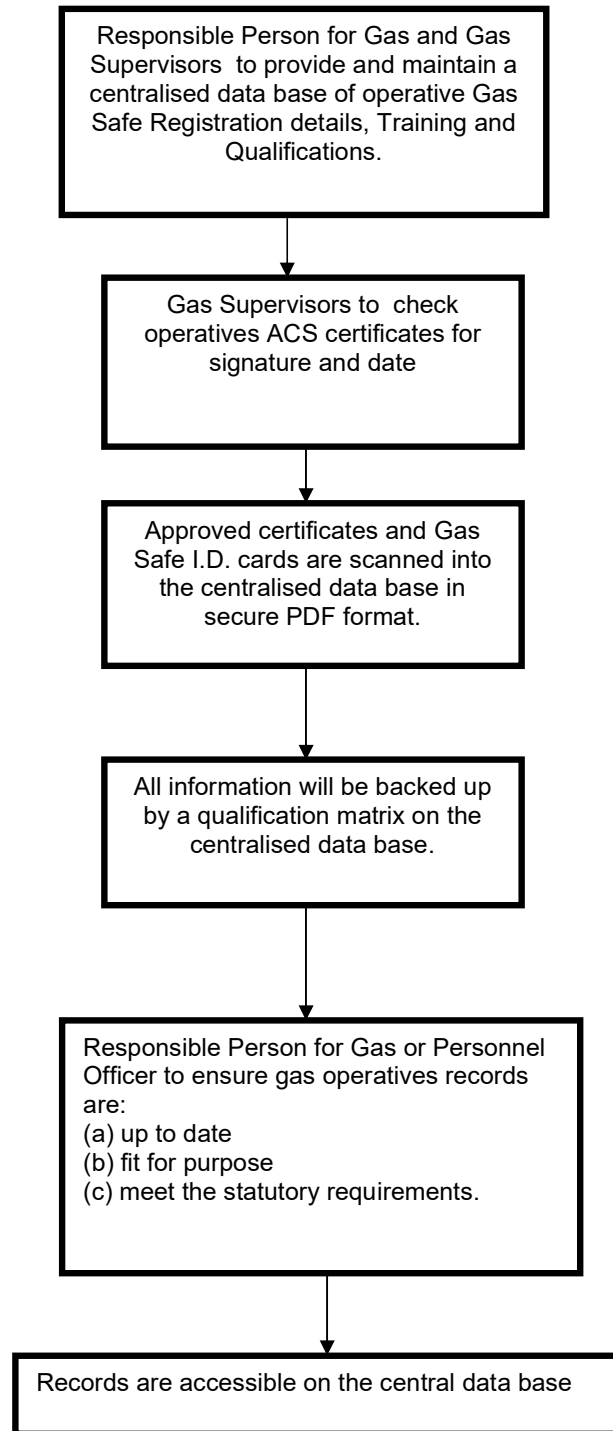 Responsible Person for Gas and Gas
Supervisors to provide and maintain a
centralised data base of operative Gas
Safe Registration details, Training and
Qualifications.
Gas Supervisors to check
operatives ACS certificates for
signature and date
Approved certificates and Gas
Safe I.D. cards are scanned into
the centralised data base in
secure PDF format.
All information will be backed up
by a qualification matrix on the
centralised data base.
Responsible Person for Gas or Personnel
Officer to ensure gas operatives records
are:
(a) up to date
(b) fit for purpose
(c) meet the statutory requirements.
Records are accessible on the central data base